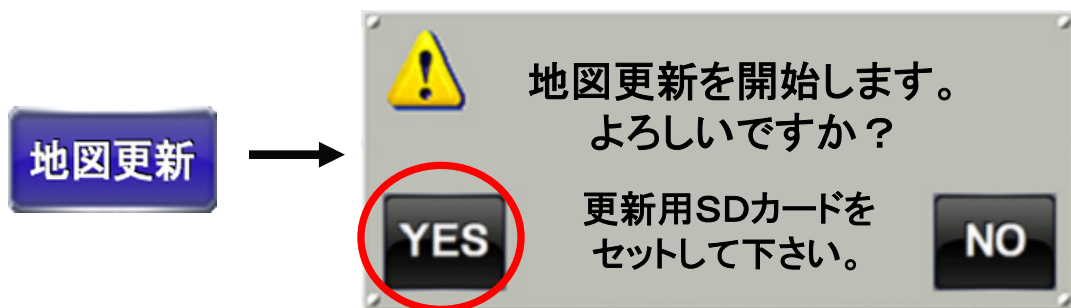 地図更新
地図更新を開始します。
よろしいですか？
更新用SDカードを
セットして下さい。
YES
NO